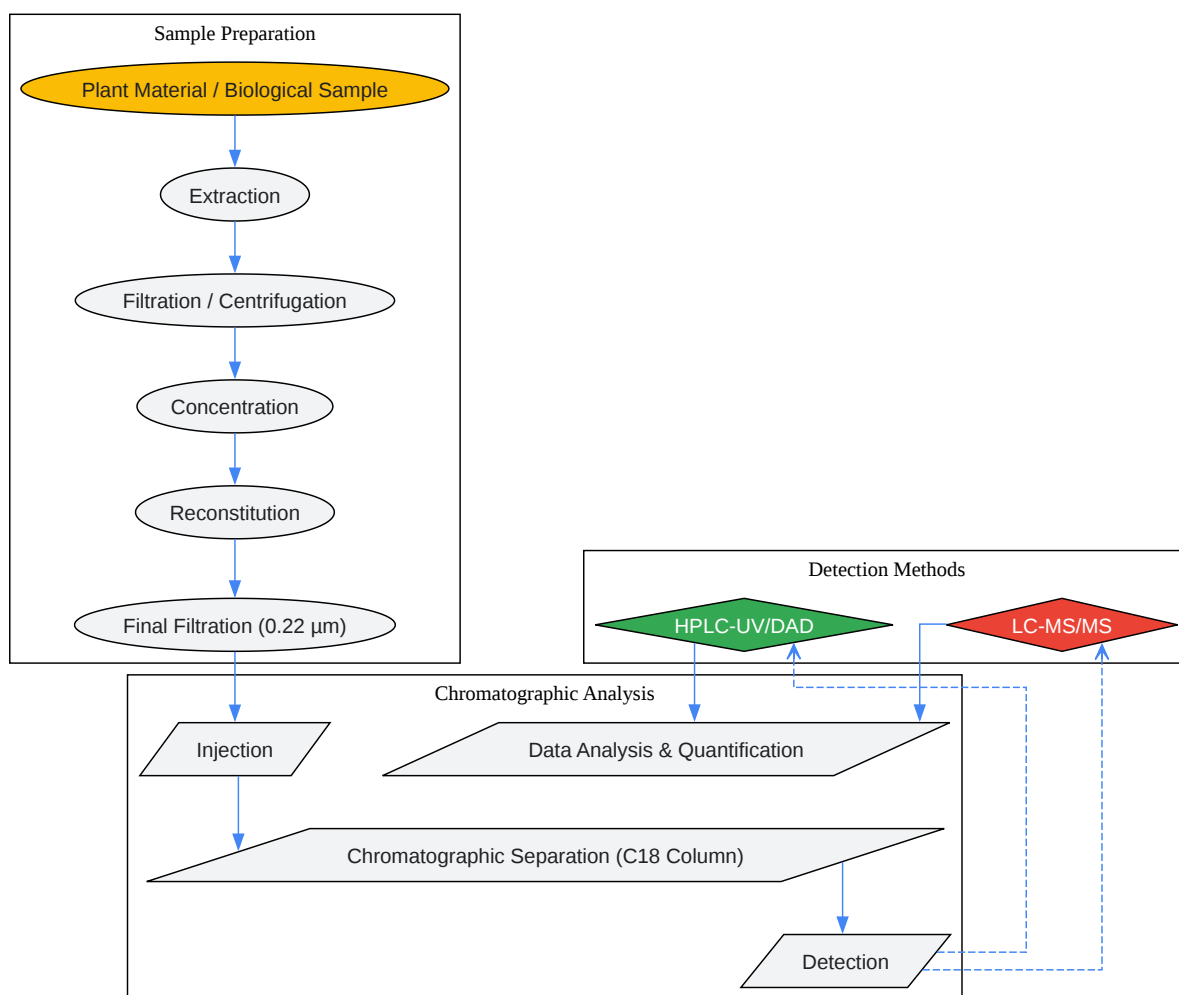 Sample Preparation
Plant Material / Biological Sample
Extraction
Filtration / Centrifugation
Concentration
Reconstitution
Final Filtration (0.22 µm)
Detection Methods
HPLC-UV/DAD
LC-MS/MS
Chromatographic Analysis
Injection
Data Analysis & Quantification
Chromatographic Separation (C18 Column)
Detection